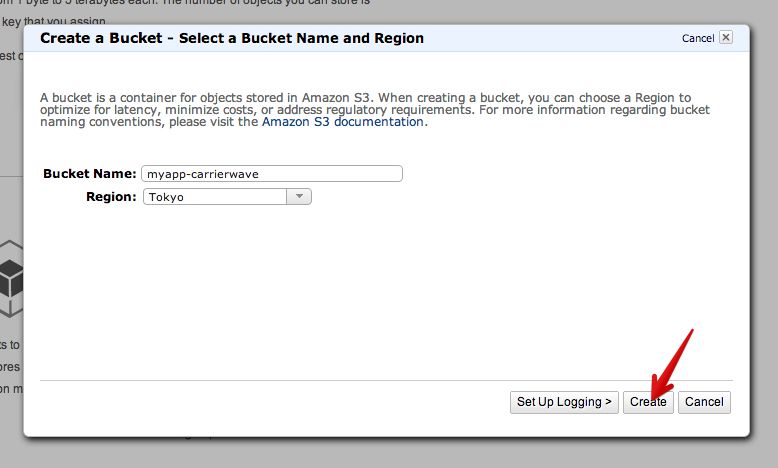 1 byte to 5 terabytes each. The number of objects you can store is
key that you assign.
Create a Bucket - Select a Bucket Name and Region
Cancel
A bucket is a container for objects stored in Amazon S3. When creating a bucket, you can choose a Region to
optimize for latency, minimize costs, or address regulatory requirements. For more information regarding bucket
naming conventions, please visit the Amazon S3 documentation.
Bucket Name: myapp-carrierwave
Region: Tokyo
ts to
ores
on m
Set Up Logging > Create Cancel